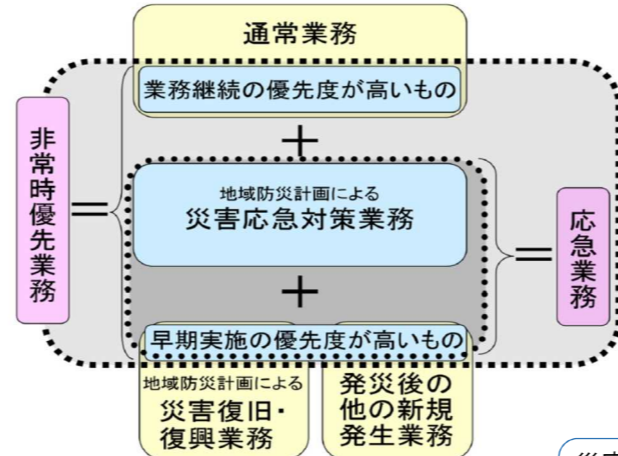 通常業務
業務継続の優先度が高いもの
+
非常時優先業務
=
地域防災計画による
災害応急対策業務
=
応急業務
+
早期実施の優先度が高いもの
地域防災計画による
災害復旧・
復興業務
発災後の
他の新規
発生業務